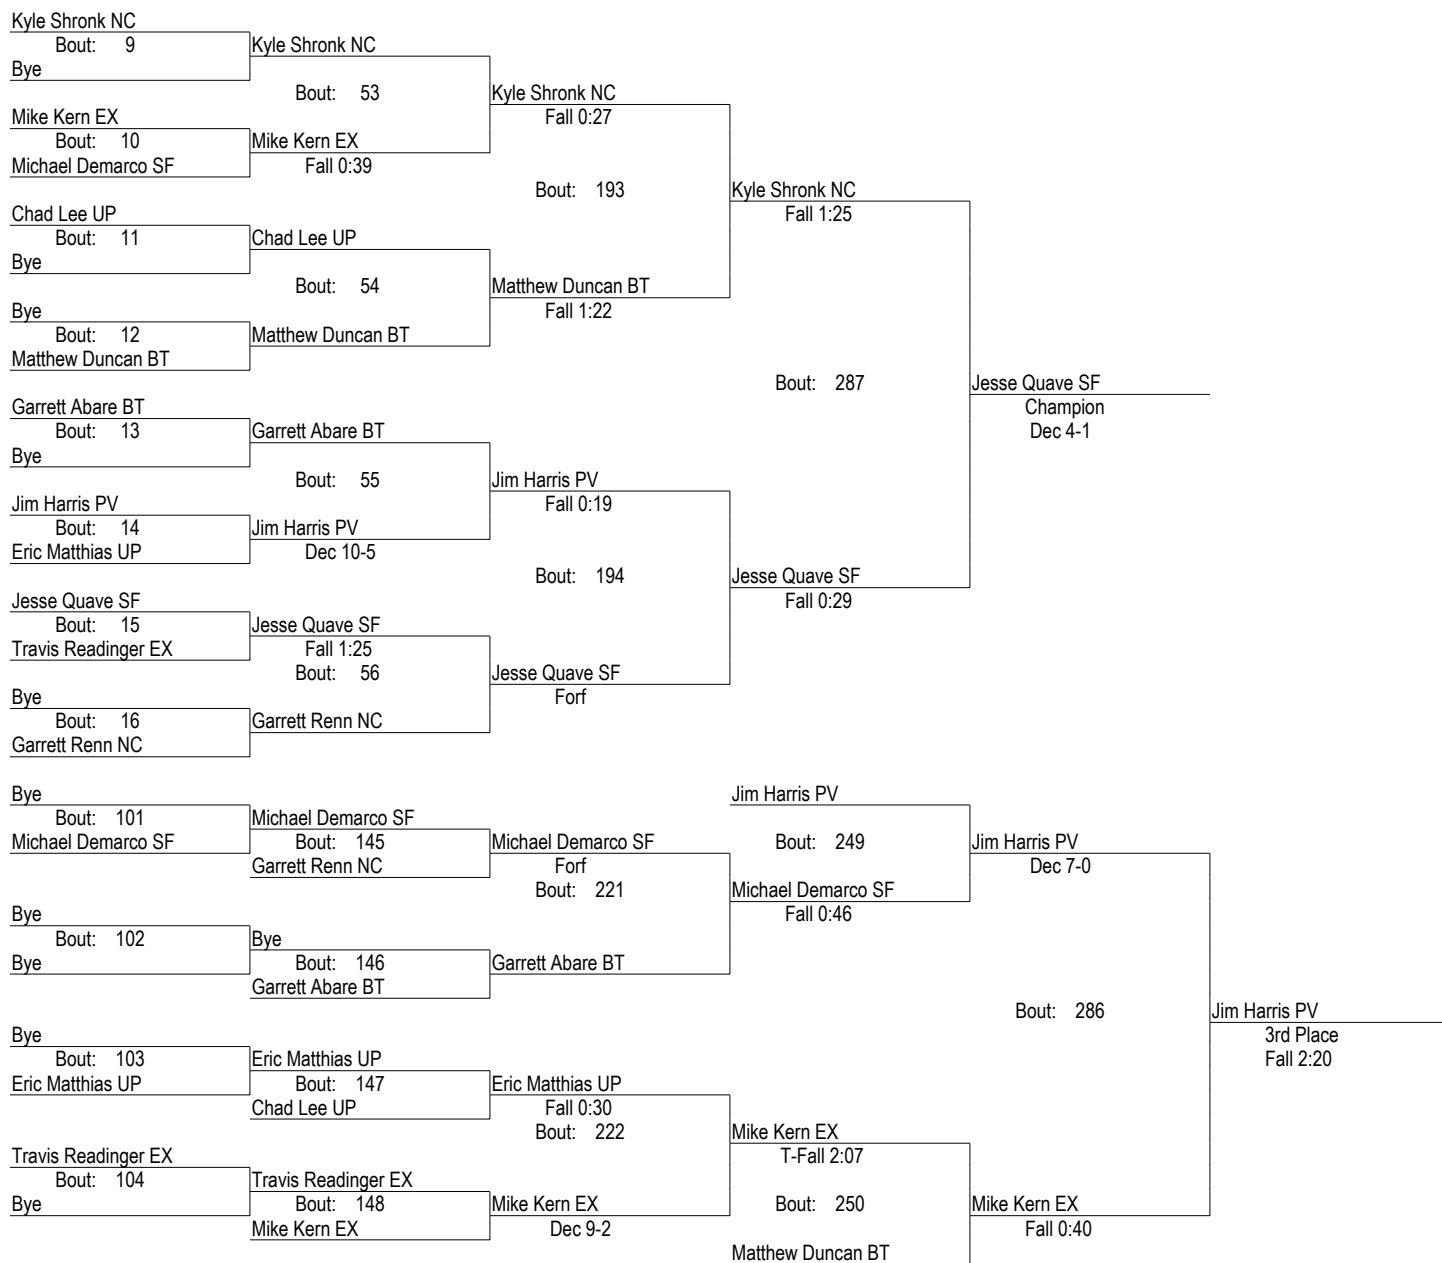 Kyle Shronk NC
Bout: 9
Bye
Kyle Shronk NC
Bout: 53
Mike Kern EX
Bout: 10
Michael Demarco SF
Mike Kern EX
Fall 0:39
Kyle Shronk NC
Fall 0:27
Bout: 193
Chad Lee UP
Bout: 11
Bye
Chad Lee UP
Bout: 54
Bye
Bout: 12
Matthew Duncan BT
Matthew Duncan BT
Matthew Duncan BT
Fall 1:22
Kyle Shronk NC
Fall 1:25
Bout: 287
Garrett Abare BT
Bout: 13
Bye
Garrett Abare BT
Bout: 55
Jim Harris PV
Bout: 14
Eric Matthias UP
Jim Harris PV
Dec 10-5
Jim Harris PV
Fall 0:19
Bout: 194
Jesse Quave SF
Bout: 15
Travis Readinger EX
Jesse Quave SF
Fall 1:25
Bout: 56
Bye
Bout: 16
Garrett Renn NC
Garrett Renn NC
Jesse Quave SF
Forf
Jesse Quave SF
Fall 0:29
Jesse Quave SF
Champion
Dec 4-1
Bye
Bout: 101
Michael Demarco SF
Michael Demarco SF
Bout: 145
Garrett Renn NC
Michael Demarco SF
Forf
Bout: 221
Bye
Bout: 102
Bye
Bye
Bout: 146
Garrett Abare BT
Garrett Abare BT
Jim Harris PV
Bout: 249
Michael Demarco SF
Fall 0:46
Jim Harris PV
Dec 7-0
Bout: 286
Bye
Bout: 103
Eric Matthias UP
Eric Matthias UP
Bout: 147
Chad Lee UP
Eric Matthias UP
Fall 0:30
Bout: 222
Travis Readinger EX
Bout: 104
Bye
Travis Readinger EX
Bout: 148
Mike Kern EX
Mike Kern EX
Dec 9-2
Mike Kern EX
T-Fall 2:07
Bout: 250
Matthew Duncan BT
Mike Kern EX
Fall 0:40
Jim Harris PV
3rd Place
Fall 2:20